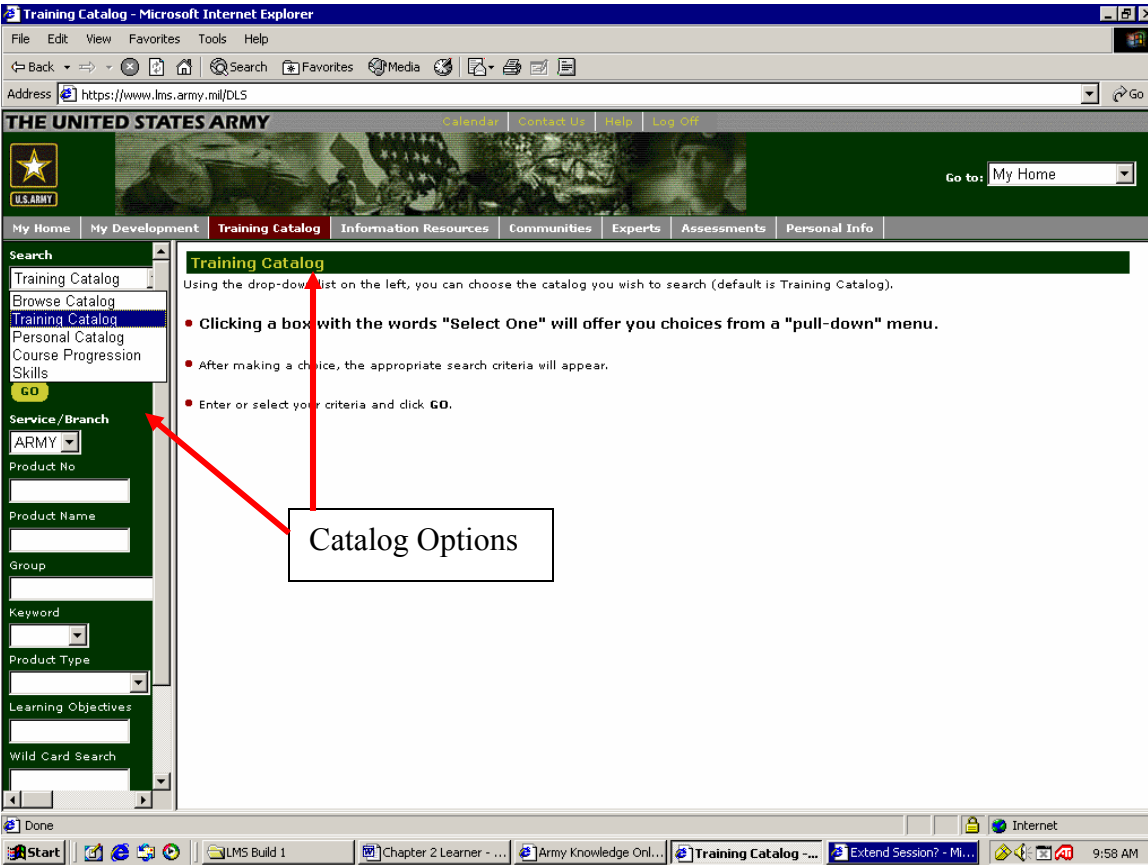 Training Catalog - Microsoft Internet Explorer
File Edit View Favorites Tools Help
Back Search Favorites Media
Address https://www.lms.army.mil/DLS Go
THE UNITED STATES ARMY
Calendar Contact Us Help Log Off
U.S.ARMY
Go to: My Home
My Home My Development Training Catalog Information Resources Communities Experts Assessments Personal Info
Search
Training Catalog
Browse Catalog
Training Catalog
Personal Catalog
Course Progression
Skills
GO
Service/Branch
ARMY
Product No
Product Name
Group
Keyword
Product Type
Learning Objectives
Wild Card Search
Training Catalog
Using the drop-down list on the left, you can choose the catalog you wish to search (default is Training Catalog).
• Clicking a box with the words "Select One" will offer you choices from a "pull-down" menu.
• After making a choice, the appropriate search criteria will appear.
• Enter or select your criteria and click GO.
Catalog Options
Done Internet
Start LMS Build 1 Chapter 2 Learner - ... Army Knowledge Onl... Training Catalog -... Extend Session? - Mi... 9:58 AM